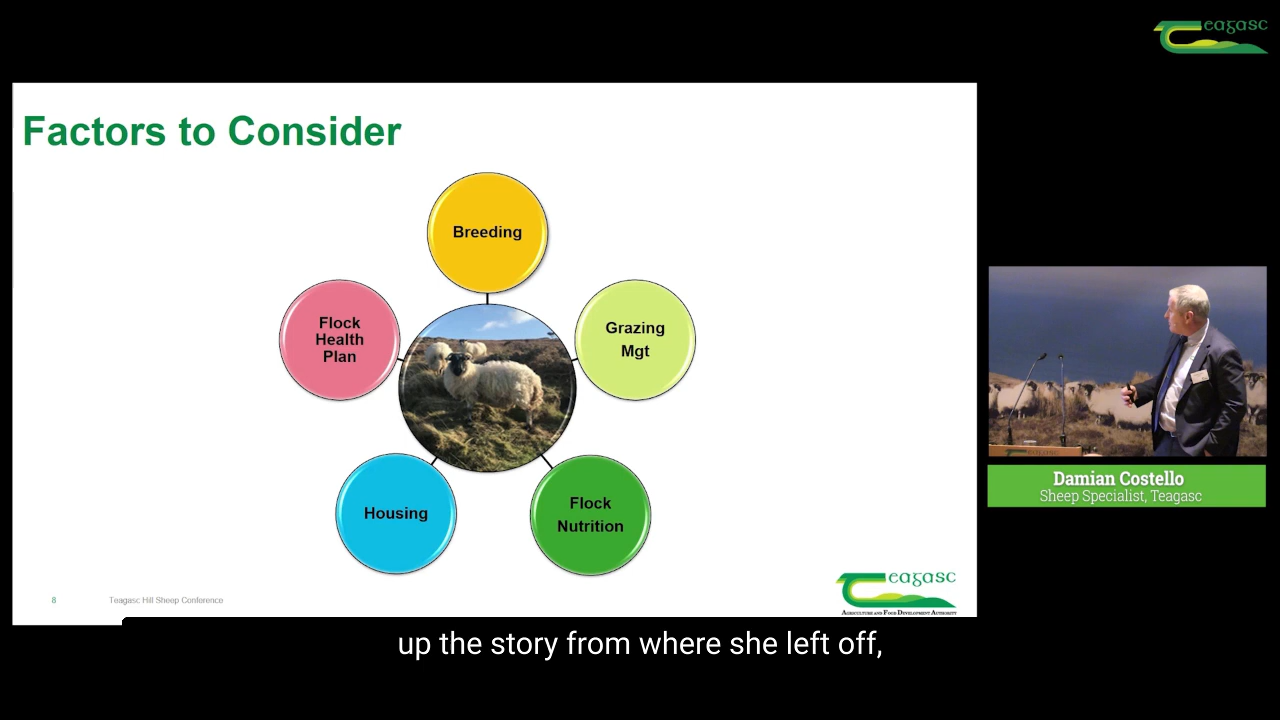 Teagasc
Factors to Consider
Breeding
Flock
Health
Plan
Grazing
Mgt
Housing
Flock
Nutrition
8
Teagasc Hill Sheep Conference
Teagasc
AGRICULTURE AND FOOD DEVELOPMENT AUTHORITY
Damian Costello
Sheep Specialist, Teagasc
up the story from where she left off,